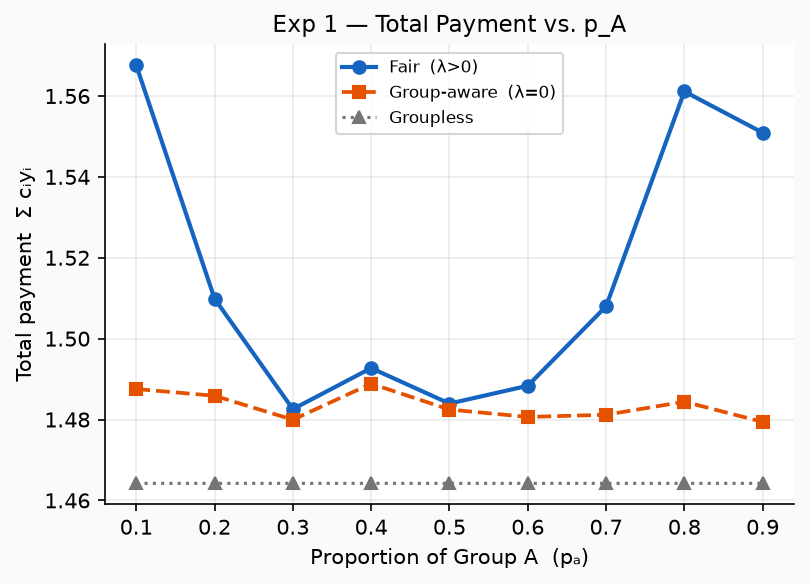 Exp 1 — Total Payment vs. p_A
Fair  (λ>0)
Group-aware  (λ=0)
Groupless
Total payment  Σ cᵢyᵢ
1.56
1.54
1.52
1.50
1.48
1.46
0.1 0.2 0.3 0.4 0.5 0.6 0.7 0.8 0.9
Proportion of Group A  (pₐ)